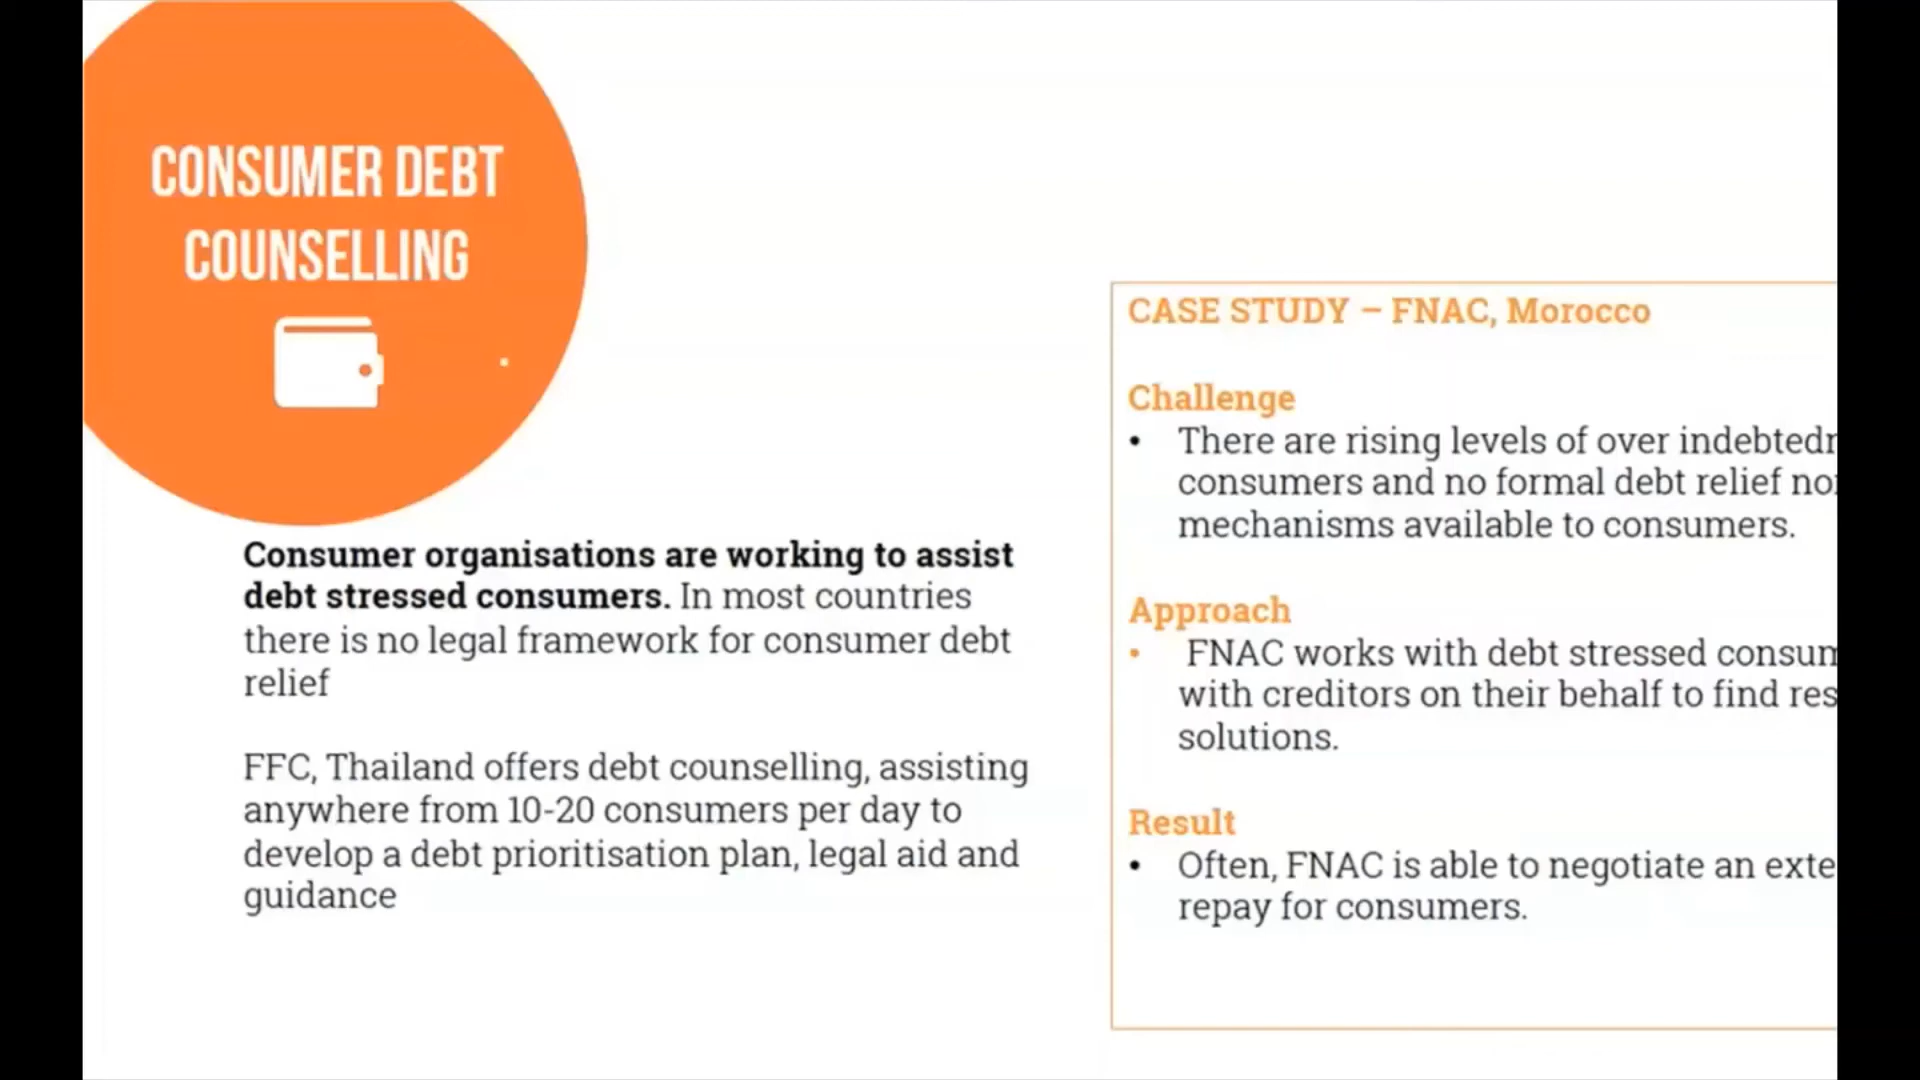 CONSUMER DEBT
COUNSELLING
Consumer organisations are working to assist
debt stressed consumers. In most countries
there is no legal framework for consumer debt
relief
FFC, Thailand offers debt counselling, assisting
anywhere from 10-20 consumers per day to
develop a debt prioritisation plan, legal aid and
guidance
CASE STUDY – FNAC, Morocco
Challenge
• There are rising levels of over
consumers and no formal debt relief
mechanisms available to consumers.
Approach
• FNAC works with debt stressed
with creditors on their behalf to find
solutions.
Result
• Often, FNAC is able to negotiate an
repay for consumers.